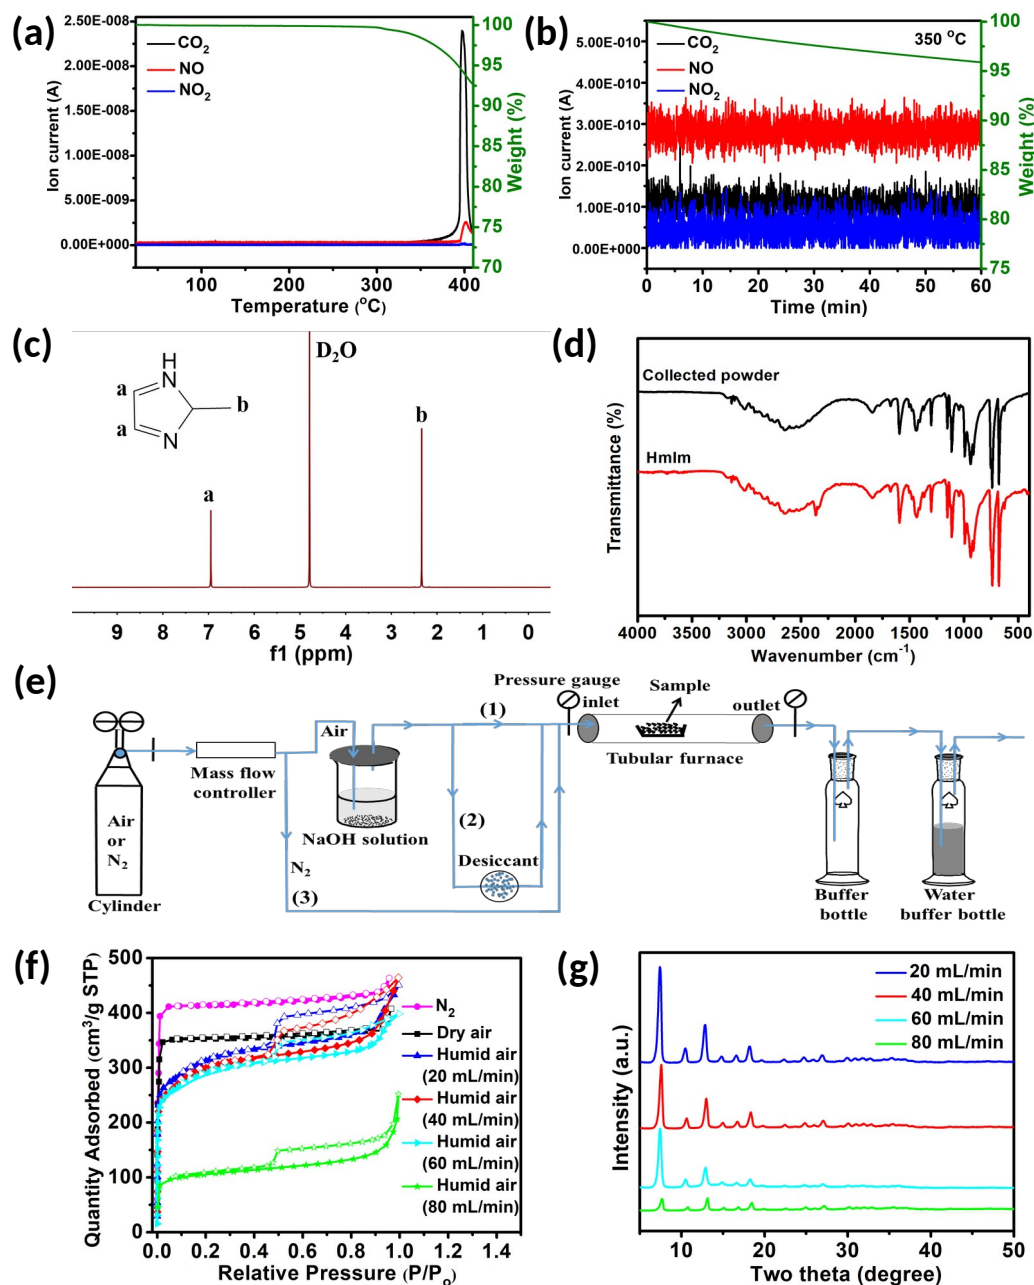 (a)
2.50E-008
2.00E-008
1.50E-008
1.00E-008
5.00E-009
0.00E+000
Ion current (A)
CO2
NO
NO2
100
95
90
85
80
75
70
Weight (%)
100
200
300
400
Temperature (°C)
(b)
5.00E-010
4.00E-010
3.00E-010
2.00E-010
1.00E-010
0.00E+000
Ion current (A)
CO2
NO
NO2
350 °C
100
95
90
85
80
75
Weight (%)
0
10
20
30
40
50
60
Time (min)
(c)
H
N
a
a
N
b
D2O
a
b
9
8
7
6
5
4
3
2
1
0
f1 (ppm)
(d)
Transmittance (%)
Collected powder
HmIm
4000
3500
3000
2500
2000
1500
1000
500
Wavenumber (cm-1)
(e)
Air
or
N2
Cylinder
Mass flow
controller
Air
NaOH solution
N2
(3)
(1)
(2)
Desiccant
Pressure gauge
inlet
Sample
outlet
Tubular furnace
Buffer
bottle
Water
buffer bottle
(f)
500
400
300
200
100
0
Quantity Adsorbed (cm3/g STP)
N2
Dry air
Humid air
(20 mL/min)
Humid air
(40 mL/min)
Humid air
(60 mL/min)
Humid air
(80 mL/min)
0.0
0.2
0.4
0.6
0.8
1.0
1.2
1.4
Relative Pressure (P/Po)
(g)
Intensity (a.u.)
20 mL/min
40 mL/min
60 mL/min
80 mL/min
10
20
30
40
50
Two theta (degree)